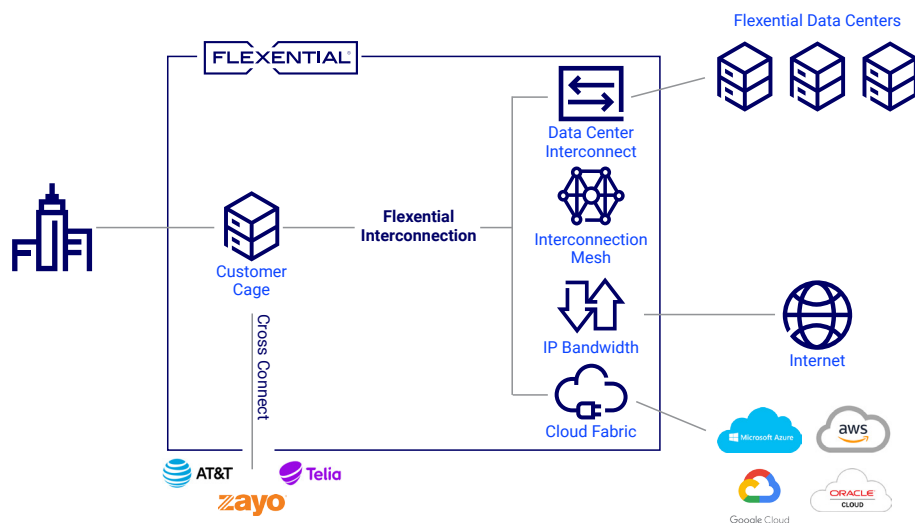 Flexential Data Centers
FLEXENTIAL®
Data Center
Interconnect
Flexential
Interconnection
Interconnection
Mesh
Customer
Cage
Cross Connect
IP Bandwidth
Internet
Cloud Fabric
Microsoft Azure
aws
AT&T
Telia
zayo
Google Cloud
ORACLE
CLOUD